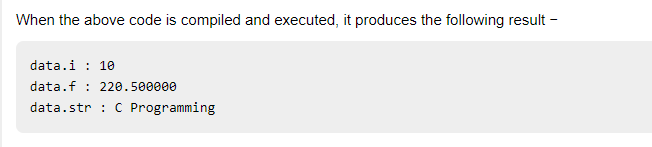 When the above code is compiled and executed, it produces the following result −
data.i : 10
data.f : 220.500000
data.str : C Programming